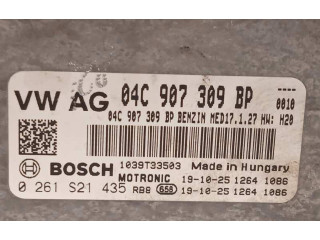 VW AG 04C 907 309 BP ----
0010
04C 907 309 BP BENZIN MED17.1.27 HW: H20
BOSCH 1039T33503 Made in Hungary
MOTRONIC 19-10-25 1264 1086
0 261 S21 435 RB8 658 19-10-25 1264 1086